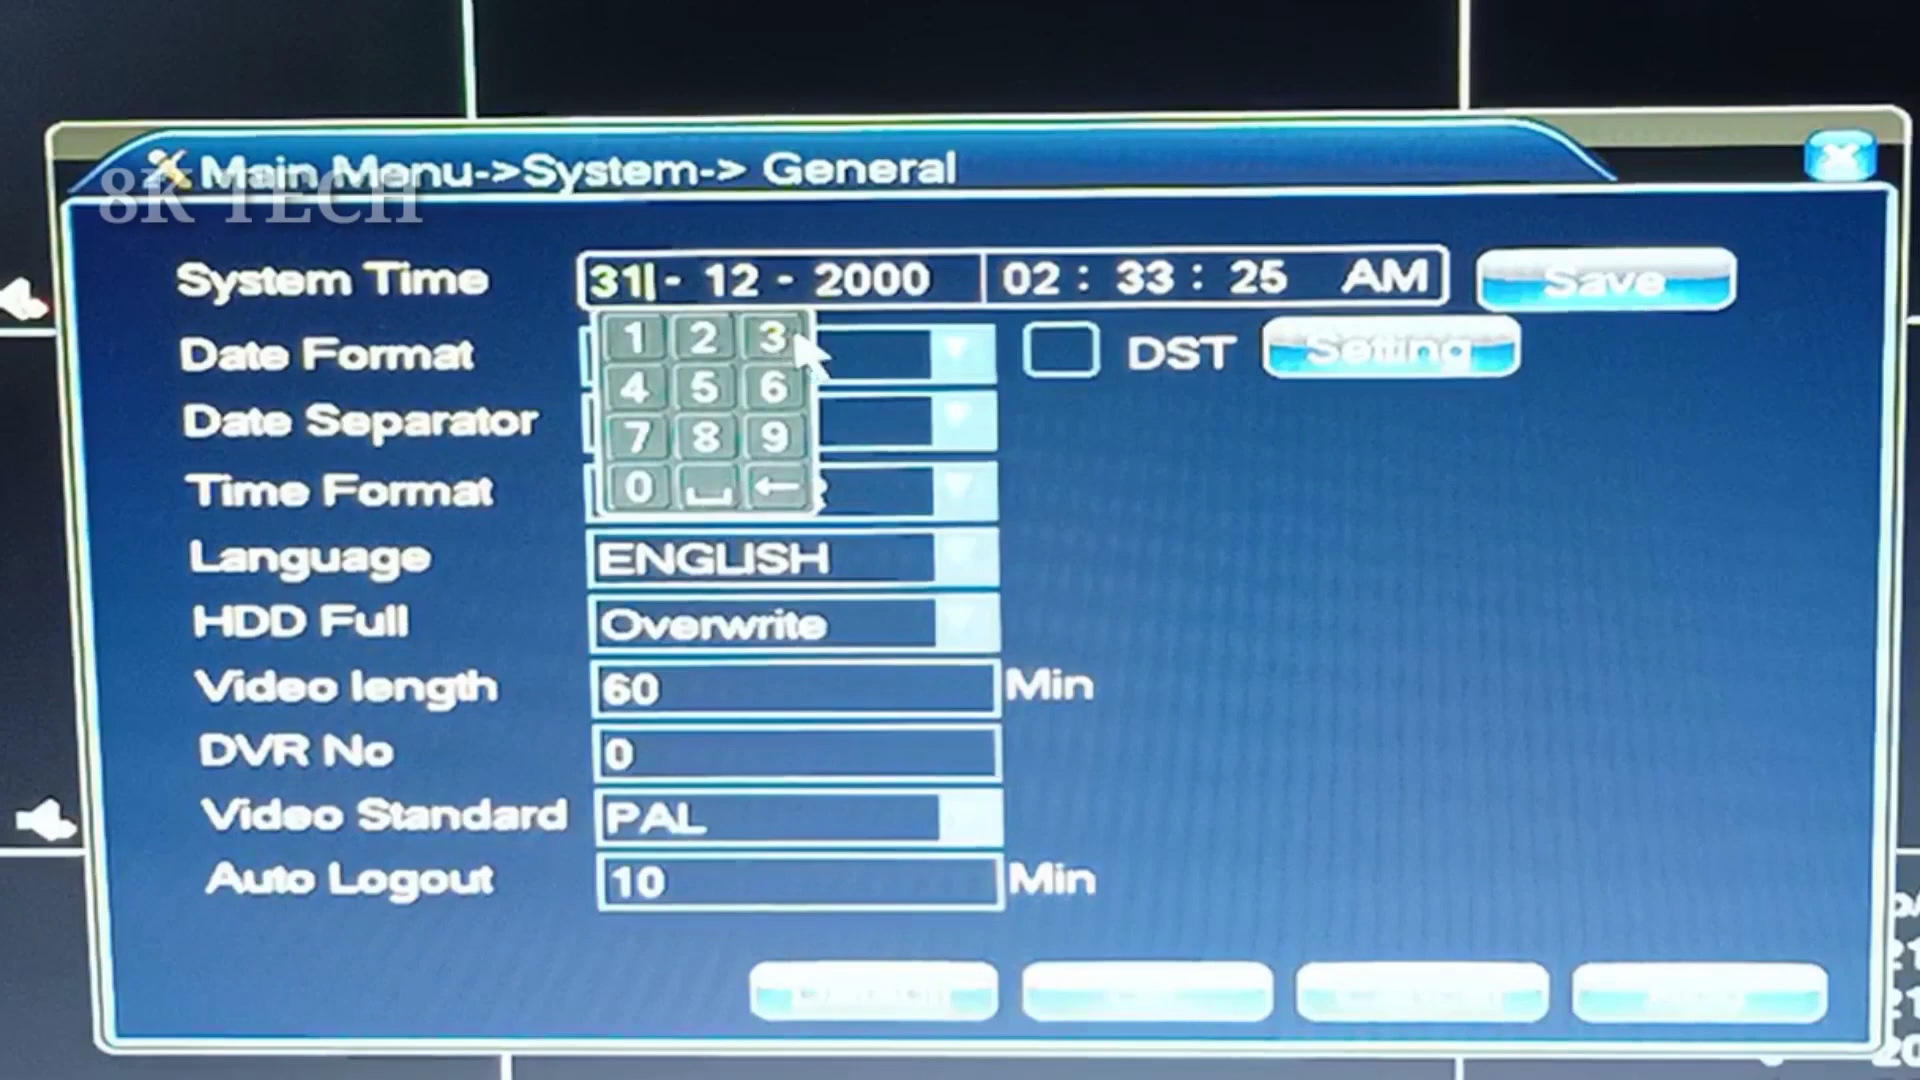 Main Menu->System-> General
8K TECH
System Time 31- 12 - 2000 02 : 33 : 25 AM Save
Date Format DST Setting
1 2 3
Date Separator
4 5 6
7 8 9
Time Format
0 ←
Language ENGLISH
HDD Full Overwrite
Video length 60 Min
DVR No 0
Video Standard PAL
Auto Logout 10 Min